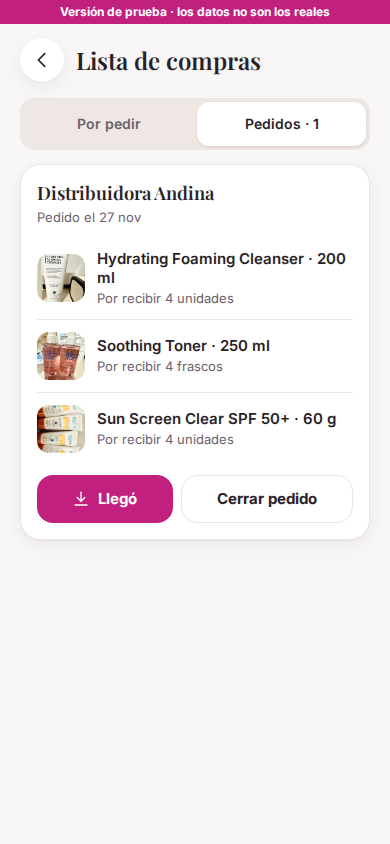 Versión de prueba · los datos no son los reales
Lista de compras
Por pedir
Pedidos · 1
Distribuidora Andina
Pedido el 27 nov
Hydrating Foaming Cleanser · 200
ml
Por recibir 4 unidades
Soothing Toner · 250 ml
Por recibir 4 frascos
Sun Screen Clear SPF 50+ · 60 g
Por recibir 4 unidades
Llegó
Cerrar pedido